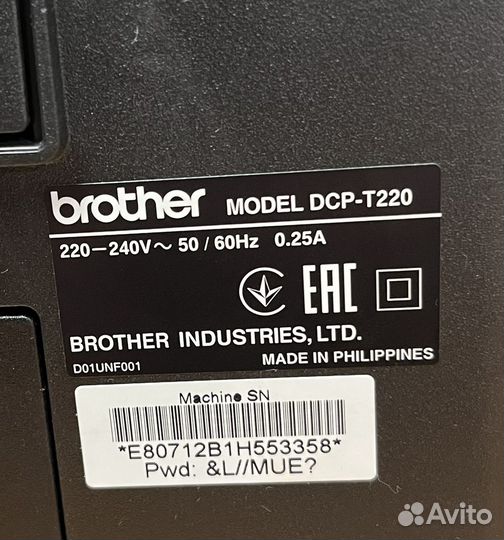 brother MODEL DCP-T220
220-240V~ 50 / 60Hz 0.25A
EAC
BROTHER INDUSTRIES, LTD.
D01UNF001 MADE IN PHILIPPINES
Machine SN
*E80712B1H553358*
Pwd: &L//MUE?
Avito